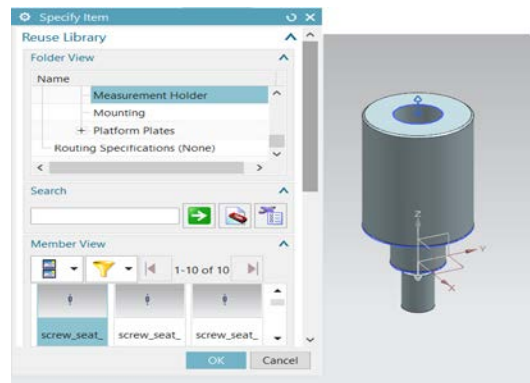 Specify Item
Reuse Library
Folder View
Name
Measurement Holder
Mounting
+ Platform Plates
Routing Specifications (None)
Search
Member View
1-10 of 10
screw_seat_ screw_seat_ screw_seat_
OK Cancel
Z
Y
X